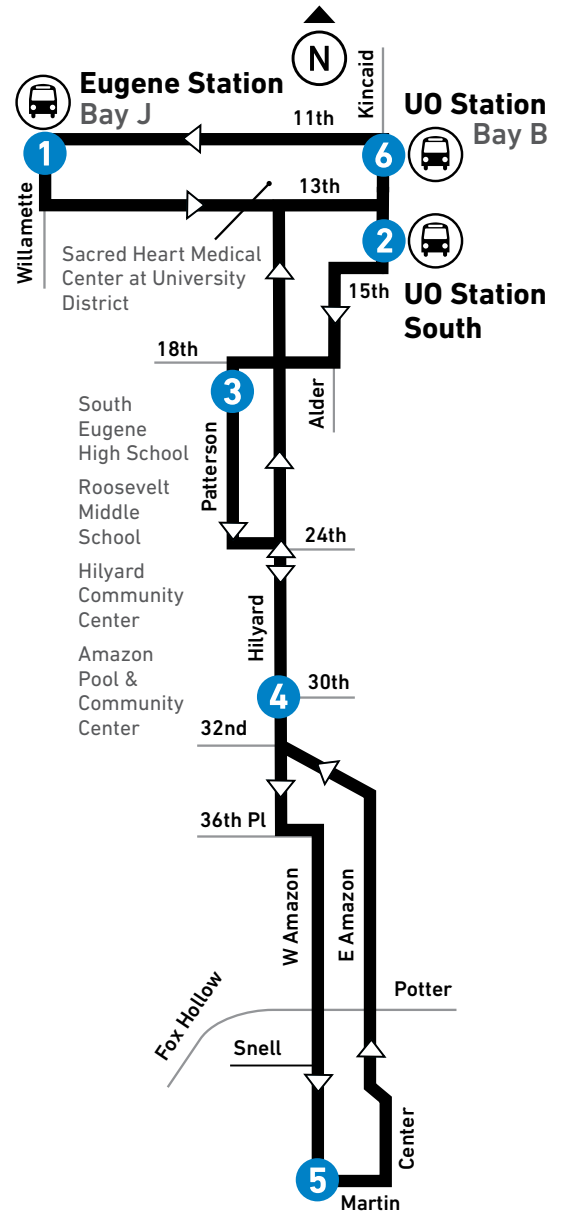 N
Kincaid
Eugene Station
Bay J
UO Station
Bay B
11th
1
6
13th
Willamette
2
Sacred Heart Medical
Center at University
District
15th
UO Station
South
18th
3
Alder
South
Eugene
High School
Patterson
Roosevelt
Middle
School
24th
Hilyard
Community
Center
Hilyard
Amazon
Pool &
Community
Center
4
30th
32nd
36th Pl
W Amazon
E Amazon
Potter
Fox Hollow
Snell
Center
5
Martin